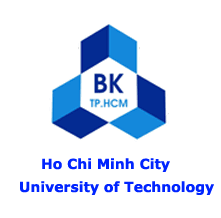 BK
TP.HCM
Ho Chi Minh City
University of Technology